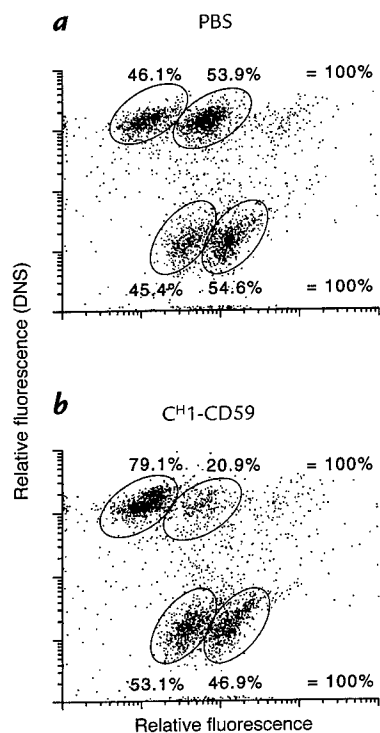 a PBS
46.1% 53.9% = 100%
45.4% 54.6% = 100%
Relative fluorescence (DNS)
b Cᴴ1-CD59
79.1% 20.9% = 100%
53.1% 46.9% = 100%
Relative fluorescence